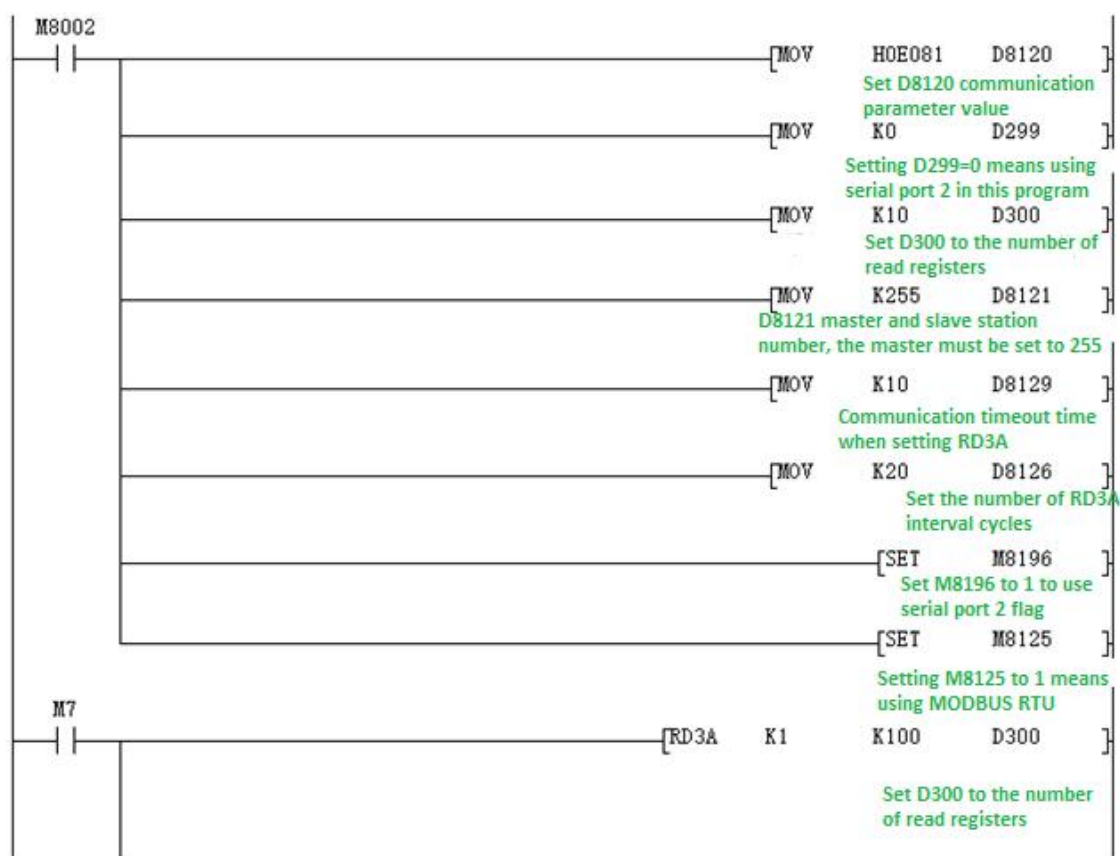 M8002
MOV H0E081 D8120
Set D8120 communication
parameter value
MOV K0 D299
Setting D299=0 means using
serial port 2 in this program
MOV K10 D300
Set D300 to the number of
read registers
MOV K255 D8121
D8121 master and slave station
number, the master must be set to 255
MOV K10 D8129
Communication timeout time
when setting RD3A
MOV K20 D8126
Set the number of RD3A
interval cycles
SET M8196
Set M8196 to 1 to use
serial port 2 flag
SET M8125
Setting M8125 to 1 means
using MODBUS RTU
M7
RD3A K1 K100 D300
Set D300 to the number
of read registers